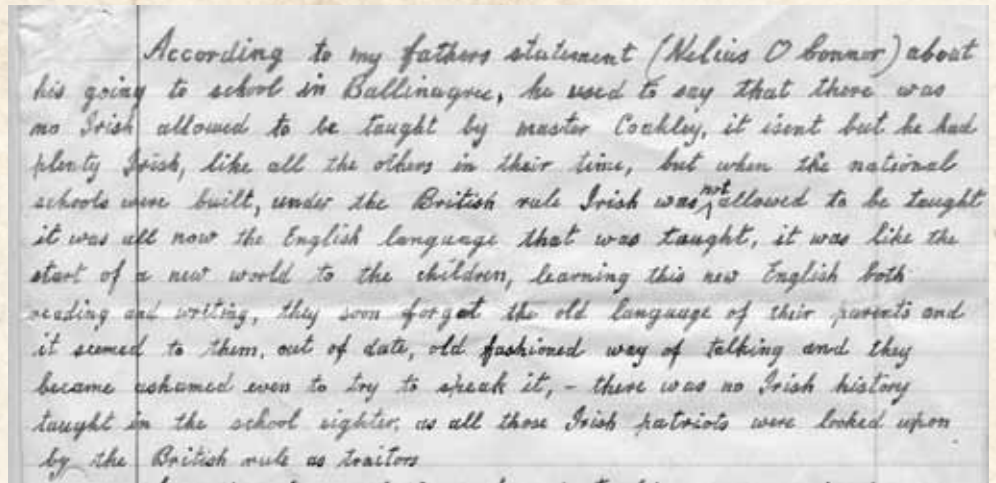 According to my fathers statement (Nelius O Connor) about
his going to school in Ballinagree, he used to say that there was
no Irish allowed to be taught by master Coakley, it isent but he had
plenty Irish, like all the others in their time, but when the national
schools were built, under the British rule Irish was not allowed to be taught
it was all now the English language that was taught, it was like the
start of a new world to the children, learning this new English both
reading and writing, they soon forgot the old language of their parents and
it seemed to them, out of date, old fashioned way of talking and they
became ashamed even to try to speak it, - there was no Irish history
taught in the school eighter, as all those Irish patriots were looked upon
by the British rule as traitors